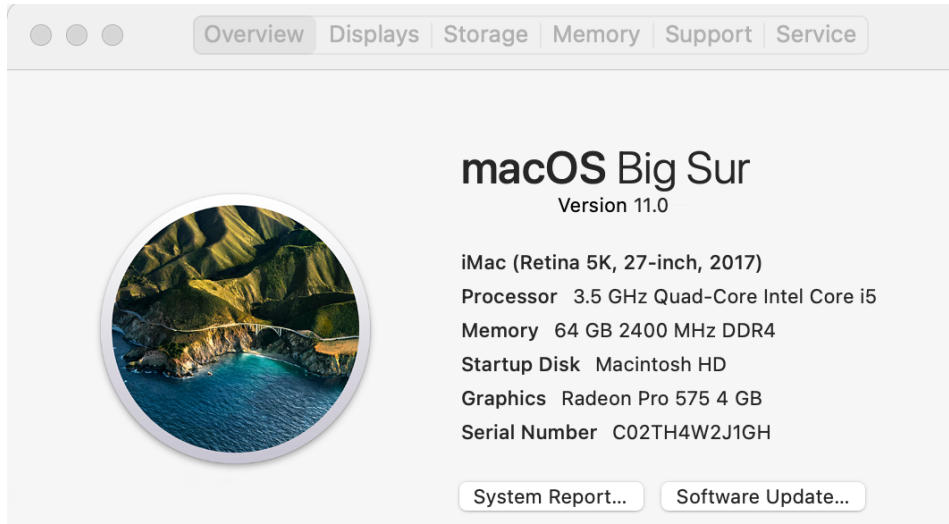 Overview Displays Storage Memory Support Service
macOS Big Sur
Version 11.0
iMac (Retina 5K, 27-inch, 2017)
Processor 3.5 GHz Quad-Core Intel Core i5
Memory 64 GB 2400 MHz DDR4
Startup Disk Macintosh HD
Graphics Radeon Pro 575 4 GB
Serial Number C02TH4W2J1GH
System Report... Software Update...